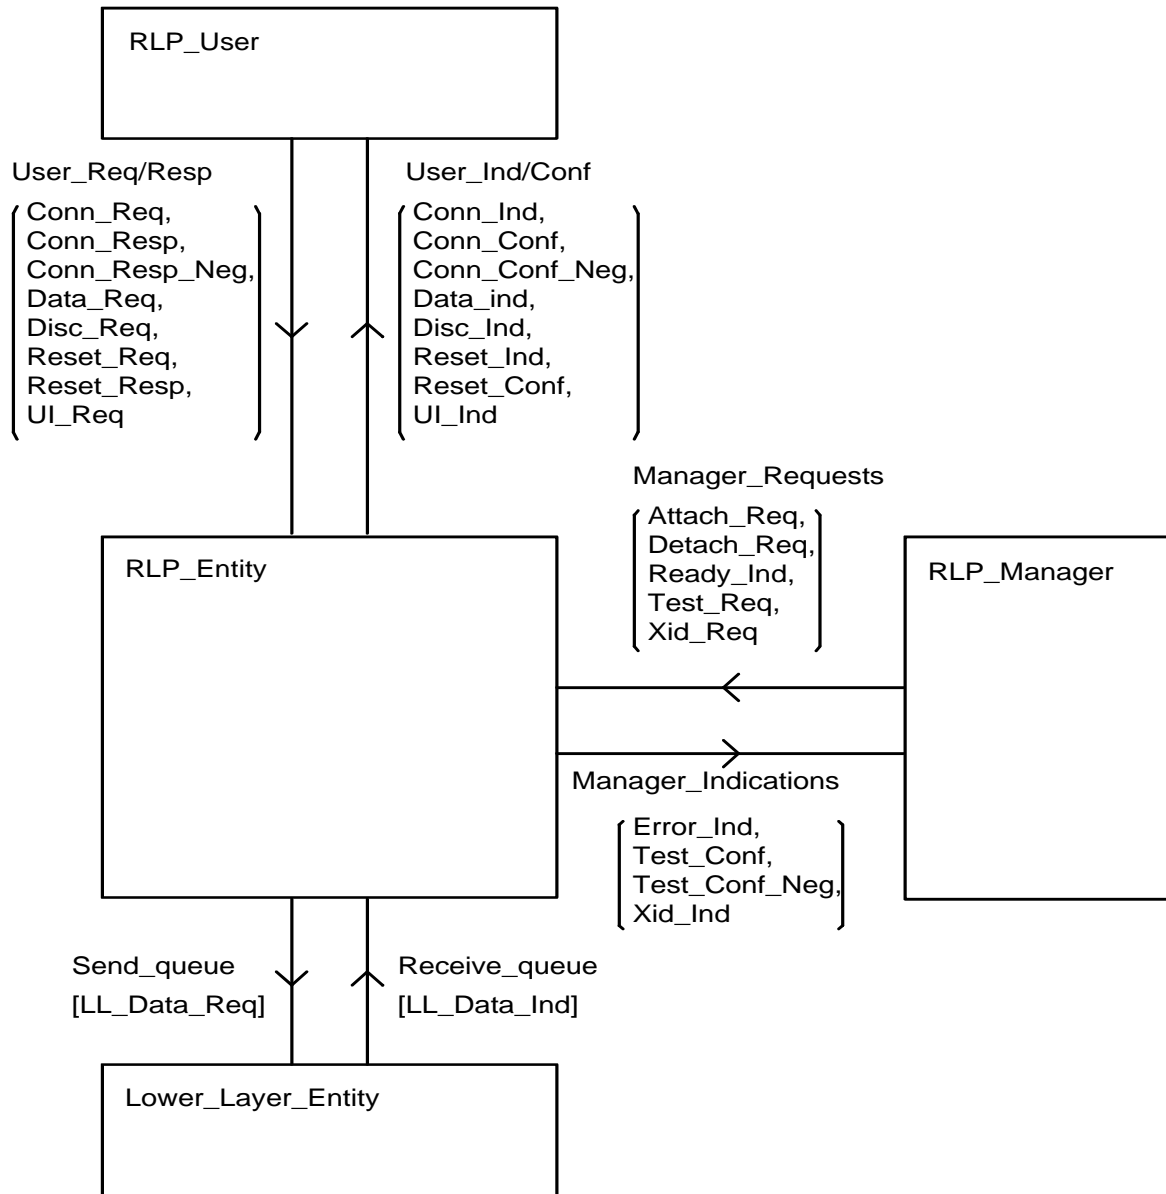 RLP_User
User_Req/Resp
Conn_Req,
Conn_Resp,
Conn_Resp_Neg,
Data_Req,
Disc_Req,
Reset_Req,
Reset_Resp,
UI_Req
User_Ind/Conf
Conn_Ind,
Conn_Conf,
Conn_Conf_Neg,
Data_ind,
Disc_Ind,
Reset_Ind,
Reset_Conf,
UI_Ind
Manager_Requests
Attach_Req,
Detach_Req,
Ready_Ind,
Test_Req,
Xid_Req
RLP_Entity
RLP_Manager
Manager_Indications
Error_Ind,
Test_Conf,
Test_Conf_Neg,
Xid_Ind
Send_queue
[LL_Data_Req]
Receive_queue
[LL_Data_Ind]
Lower_Layer_Entity